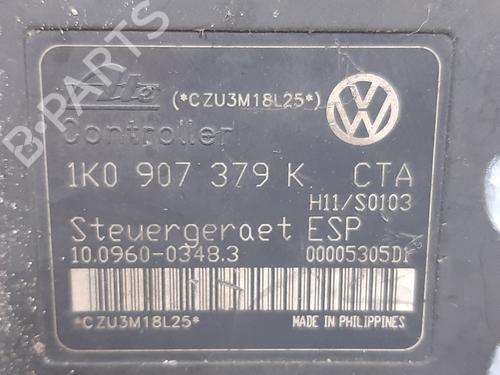 Ate (*CZU3M18L25*)
Controller
1K0 907 379 K CTA
H11/S0103
Steuergeraet ESP
10.0960-0348.3 00005305D1
*CZU3M18L25* MADE IN PHILIPPINES
B-PARTS